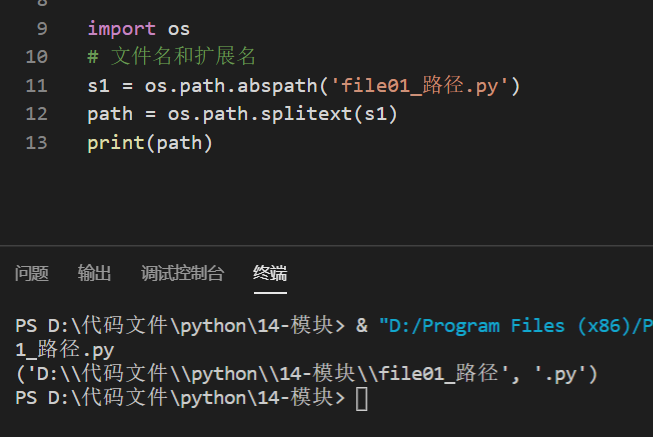 8
9 import os
10 # 文件名和扩展名
11 s1 = os.path.abspath('file01_路径.py')
12 path = os.path.splitext(s1)
13 print(path)
问题 输出 调试控制台 终端
PS D:\代码文件\python\14-模块> & "D:/Program Files (x86)/P
1_路径.py
('D:\\代码文件\\python\\14-模块\\file01_路径', '.py')
PS D:\代码文件\python\14-模块>